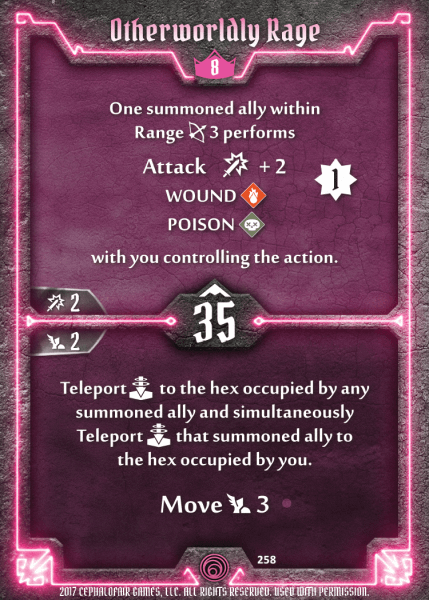 Otherworldly Rage
8
One summoned ally within
Range 3 performs
Attack + 2
1
WOUND
POISON
with you controlling the action.
2
35
2
Teleport to the hex occupied by any
summoned ally and simultaneously
Teleport that summoned ally to
the hex occupied by you.
Move 3
258
2017 CEPHALOFAIR GAMES, LLC. ALL RIGHTS RESERVED. USED WITH PERMISSION.